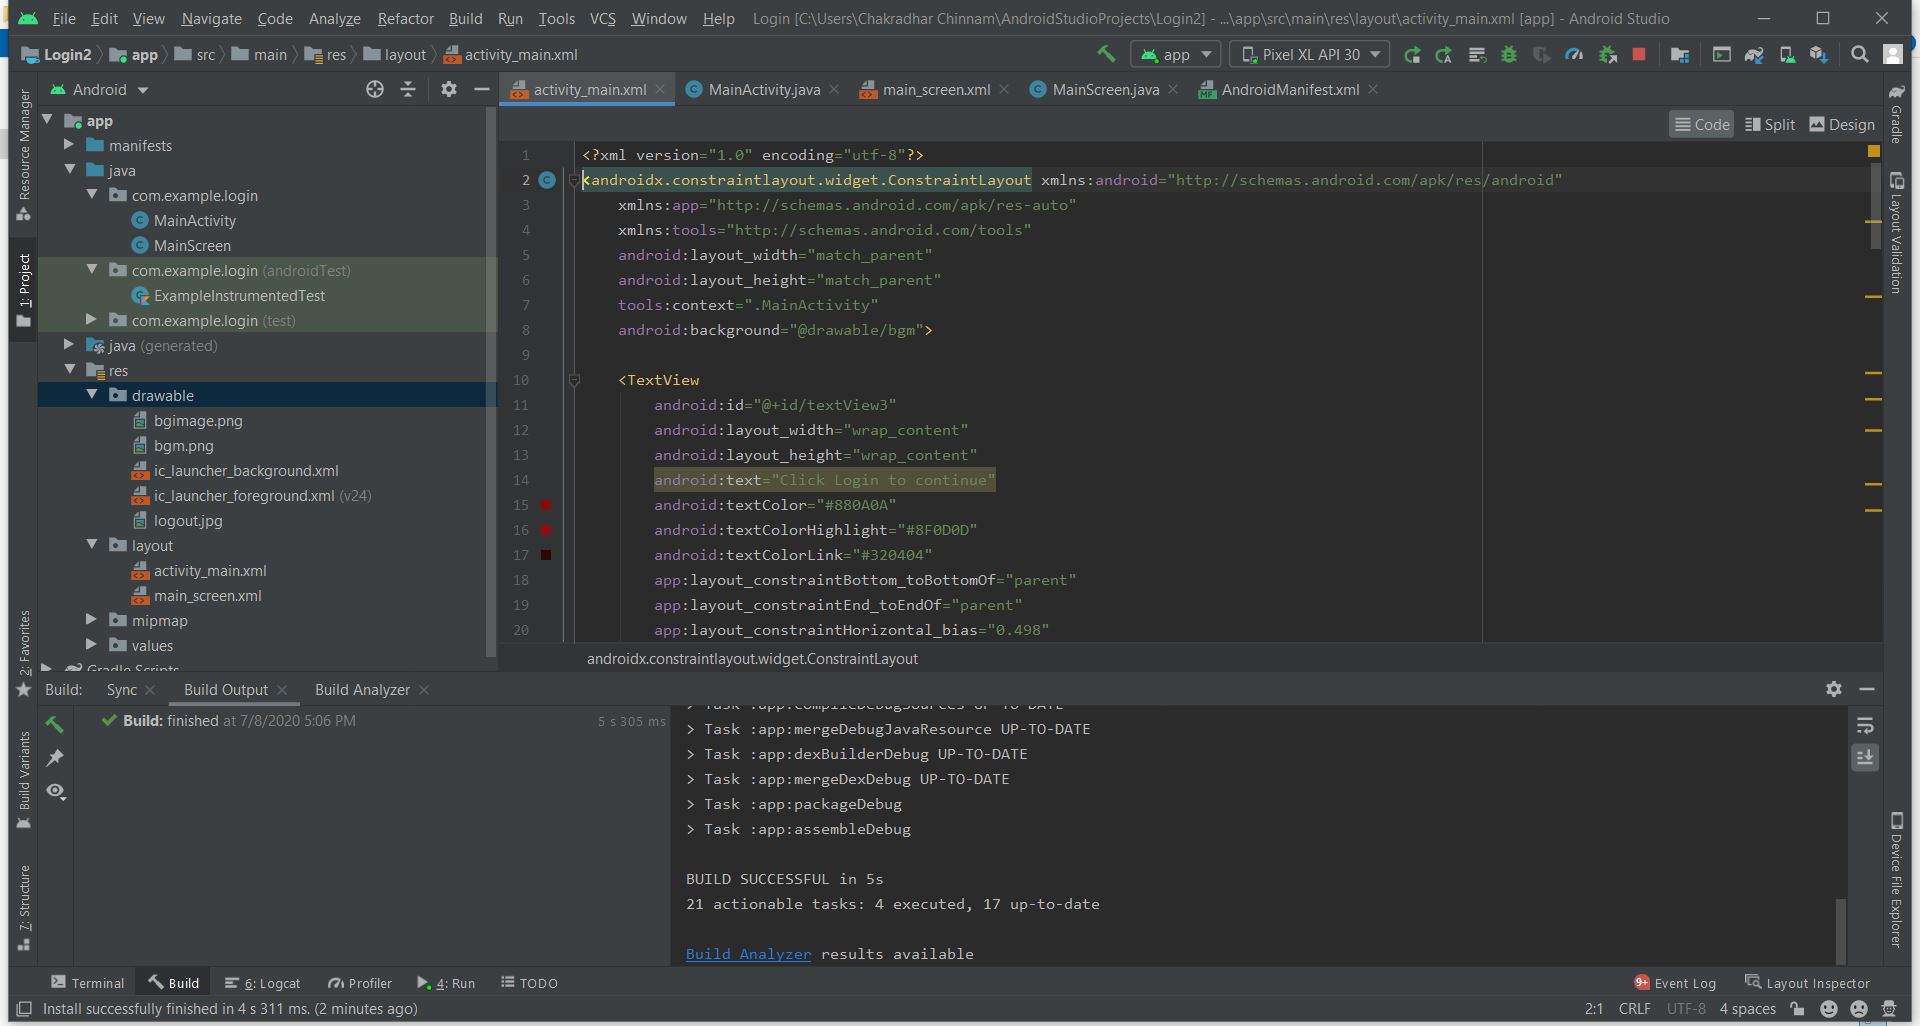 File Edit View Navigate Code Analyze Refactor Build Run Tools VCS Window Help Login [C:\Users\Chakradhar Chinnam\AndroidStudioProjects\Login2] - ...\app\src\main\res\layout\activity_main.xml [app] - Android Studio
Login2 app src main res layout activity_main.xml app Pixel XL API 30
Android activity_main.xml MainActivity.java main_screen.xml MainScreen.java AndroidManifest.xml
Code Split Design
Resource Manager
1: Project
2: Favorites
Build Variants
7: Structure
app
manifests
java
com.example.login
MainActivity
MainScreen
com.example.login (androidTest)
ExampleInstrumentedTest
com.example.login (test)
java (generated)
res
drawable
bgimage.png
bgm.png
ic_launcher_background.xml
ic_launcher_foreground.xml (v24)
logout.jpg
layout
activity_main.xml
main_screen.xml
mipmap
values
Gradle Scripts
1 <?xml version="1.0" encoding="utf-8"?>
2 <androidx.constraintlayout.widget.ConstraintLayout xmlns:android="http://schemas.android.com/apk/res/android"
3 xmlns:app="http://schemas.android.com/apk/res-auto"
4 xmlns:tools="http://schemas.android.com/tools"
5 android:layout_width="match_parent"
6 android:layout_height="match_parent"
7 tools:context=".MainActivity"
8 android:background="@drawable/bgm">
9
10 <TextView
11 android:id="@+id/textView3"
12 android:layout_width="wrap_content"
13 android:layout_height="wrap_content"
14 android:text="Click Login to continue"
15 android:textColor="#880A0A"
16 android:textColorHighlight="#8F0D0D"
17 android:textColorLink="#320404"
18 app:layout_constraintBottom_toBottomOf="parent"
19 app:layout_constraintEnd_toEndOf="parent"
20 app:layout_constraintHorizontal_bias="0.498"
androidx.constraintlayout.widget.ConstraintLayout
Gradle
Layout Validation
Device File Explorer
Build: Sync Build Output Build Analyzer
Build: finished at 7/8/2020 5:06 PM 5 s 305 ms
> Task :app:compileDebugSources UP-TO-DATE
> Task :app:mergeDebugJavaResource UP-TO-DATE
> Task :app:dexBuilderDebug UP-TO-DATE
> Task :app:mergeDexDebug UP-TO-DATE
> Task :app:packageDebug
> Task :app:assembleDebug
BUILD SUCCESSFUL in 5s
21 actionable tasks: 4 executed, 17 up-to-date
Build Analyzer results available
Terminal Build 6: Logcat Profiler 4: Run TODO 9+ Event Log Layout Inspector
Install successfully finished in 4 s 311 ms. (2 minutes ago) 2:1 CRLF UTF-8 4 spaces